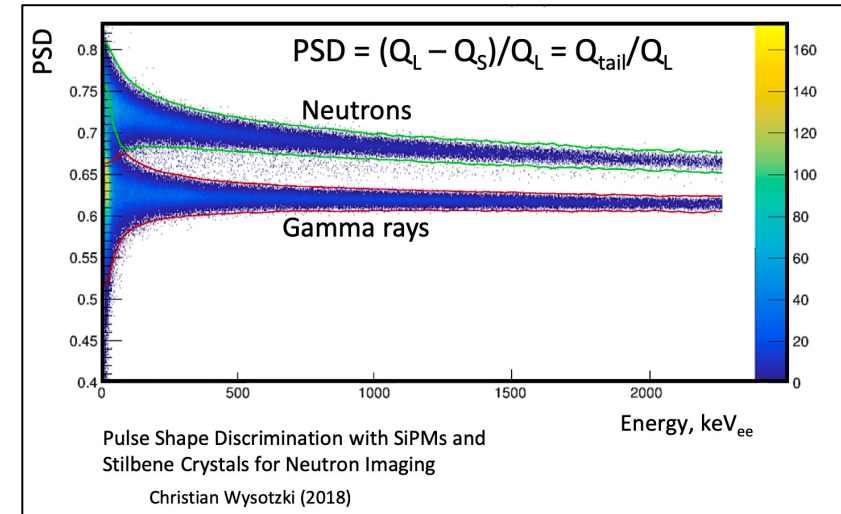 PSD
PSD = (Q_L – Q_S)/Q_L = Q_tail/Q_L
Neutrons
Gamma rays
0.8
0.75
0.7
0.65
0.6
0.55
0.5
0.45
0.4
0 500 1000 1500 2000
160
140
120
100
80
60
40
20
0
Energy, keV_ee
Pulse Shape Discrimination with SiPMs and
Stilbene Crystals for Neutron Imaging
Christian Wysotzki (2018)